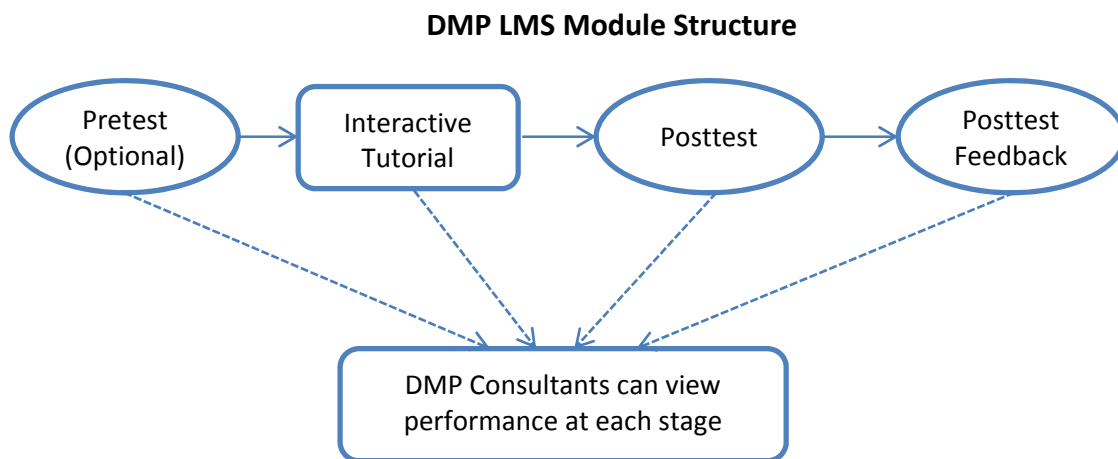 DMP LMS Module Structure
Pretest
(Optional)
Interactive
Tutorial
Posttest
Posttest
Feedback
DMP Consultants can view
performance at each stage